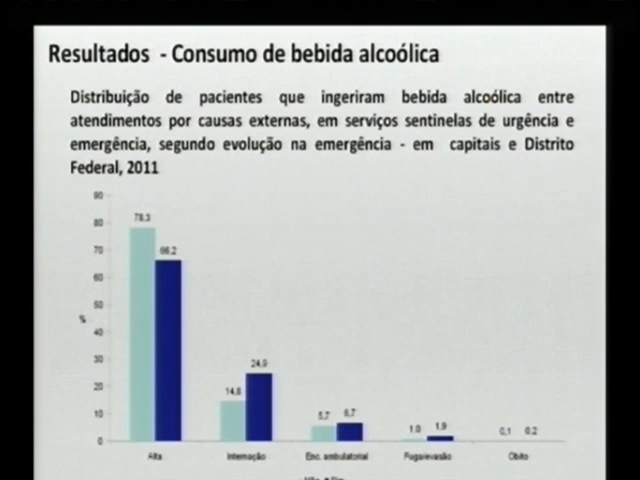 Resultados - Consumo de bebida alcoólica
Distribuição de pacientes que ingeriram bebida alcoólica entre
atendimentos por causas externas, em serviços sentinelas de urgência e
emergência, segundo evolução na emergência - em capitais e Distrito
Federal, 2011
90
80
70
60
50
40
30
20
10
0
%
78,3
66,2
14,8
24,9
5,7
6,7
1,0
1,9
0,1
0,2
Alta
Internação
Enc. ambulatorial
Fuga/evasão
Óbito